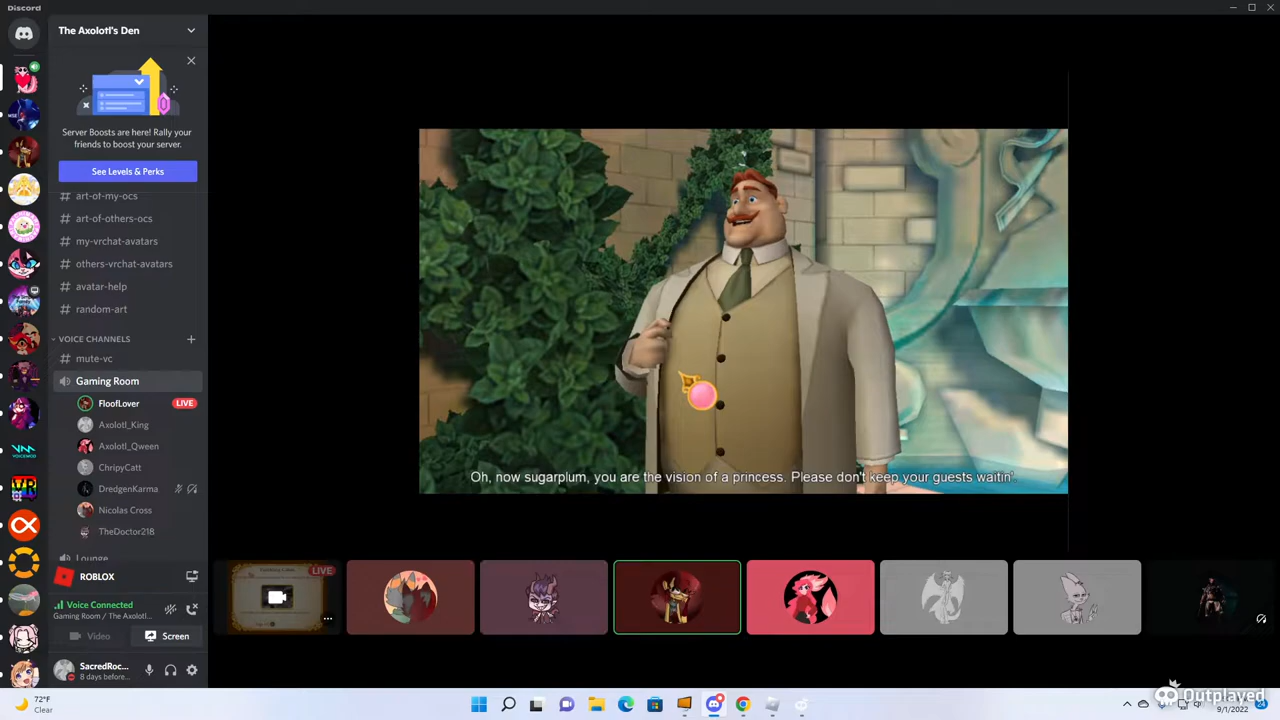 Discord
The Axolotl's Den
Server Boosts are here! Rally your
friends to boost your server.
See Levels & Perks
# art-of-my-ocs
# art-of-others-ocs
# my-vrchat-avatars
# others-vrchat-avatars
# avatar-help
# random-art
VOICE CHANNELS
# mute-vc
Gaming Room
FloofLover LIVE
Axolotl_King
Axolotl_Qween
ChripyCatt
DredgenKarma
Nicolas Cross
TheDoctor218
Lounge
ROBLOX
Voice Connected
Gaming Room / The Axolotl...
Video
Screen
SacredRoc...
8 days before...
Oh, now sugarplum, you are the vision of a princess. Please don't keep your guests waitin'.
LIVE
72°F
Clear
9/1/2022
Outplayed